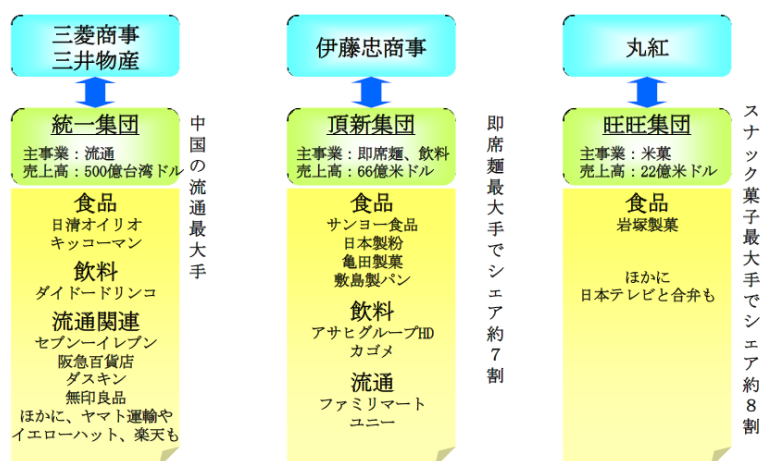 三菱商事
三井物産
統一集団
主事業：流通
売上高：500億台湾ドル
中国の流通最大手
食品
日清オイリオ
キッコーマン
飲料
ダイドードリンコ
流通関連
セブンーイレブン
阪急百貨店
ダスキン
無印良品
ほかに、ヤマト運輸や
イエローハット、楽天も
伊藤忠商事
頂新集団
主事業：即席麺、飲料
売上高：66億米ドル
即席麺最大手でシェア約７割
食品
サンヨー食品
日本製粉
亀田製菓
敷島製パン
飲料
アサヒグループHD
カゴメ
流通
ファミリマート
ユニー
丸紅
旺旺集団
主事業：米菓
売上高：22億米ドル
スナック菓子最大手でシェア約８割
食品
岩塚製菓
ほかに
日本テレビと合弁も